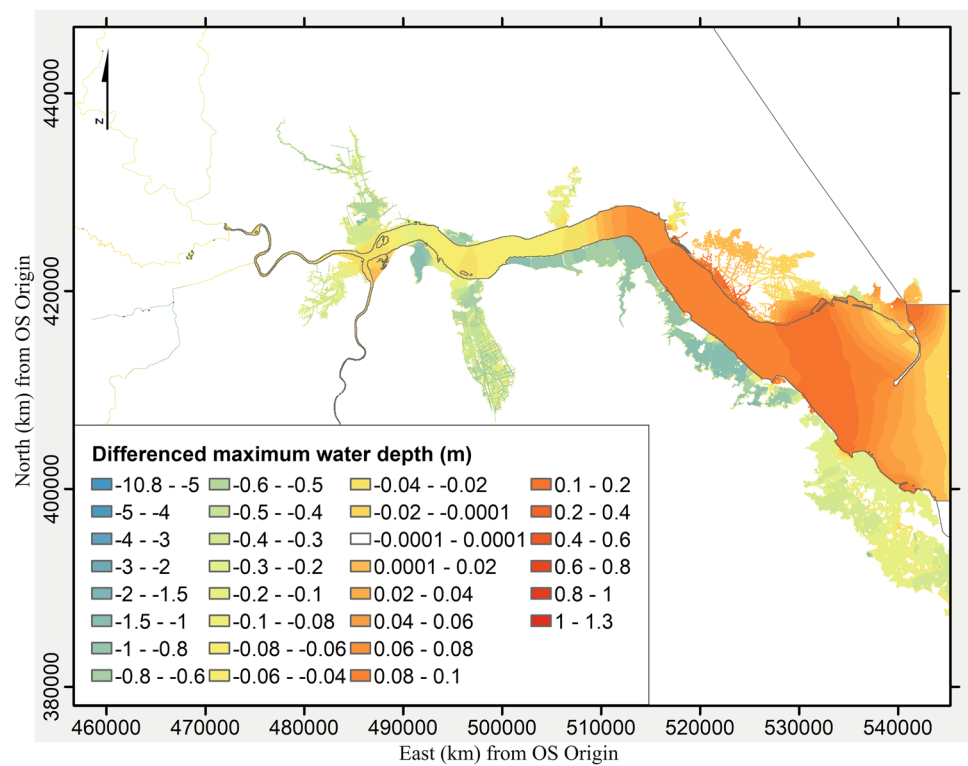 440000
420000
400000
380000
North (km) from OS Origin
z
Differenced maximum water depth (m)
-10.8 - -5 -0.6 - -0.5 -0.04 - -0.02 0.1 - 0.2
-5 - -4 -0.5 - -0.4 -0.02 - -0.0001 0.2 - 0.4
-4 - -3 -0.4 - -0.3 -0.0001 - 0.0001 0.4 - 0.6
-3 - -2 -0.3 - -0.2 0.0001 - 0.02 0.6 - 0.8
-2 - -1.5 -0.2 - -0.1 0.02 - 0.04 0.8 - 1
-1.5 - -1 -0.1 - -0.08 0.04 - 0.06 1 - 1.3
-1 - -0.8 -0.08 - -0.06 0.06 - 0.08
-0.8 - -0.6 -0.06 - -0.04 0.08 - 0.1
460000 470000 480000 490000 500000 510000 520000 530000 540000
East (km) from OS Origin